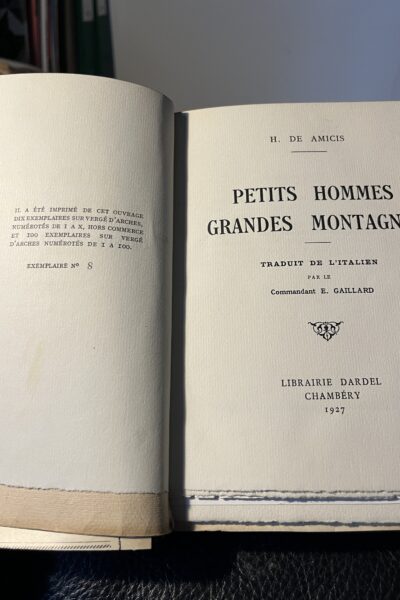 IL A ÉTÉ IMPRIMÉ DE CET OUVRAGE
DIX EXEMPLAIRES SUR VERGÉ D'ARCHES,
NUMÉROTÉS DE I A X, HORS COMMERCE
ET 100 EXEMPLAIRES SUR VERGÉ
D'ARCHES NUMÉROTÉS DE 1 A 100.
EXEMPLAIRE Nº 8
H. DE AMICIS
PETITS HOMMES
GRANDES MONTAGN
TRADUIT DE L'ITALIEN
PAR LE
Commandant E. GAILLARD
LIBRAIRIE DARDEL
CHAMBÉRY
1927